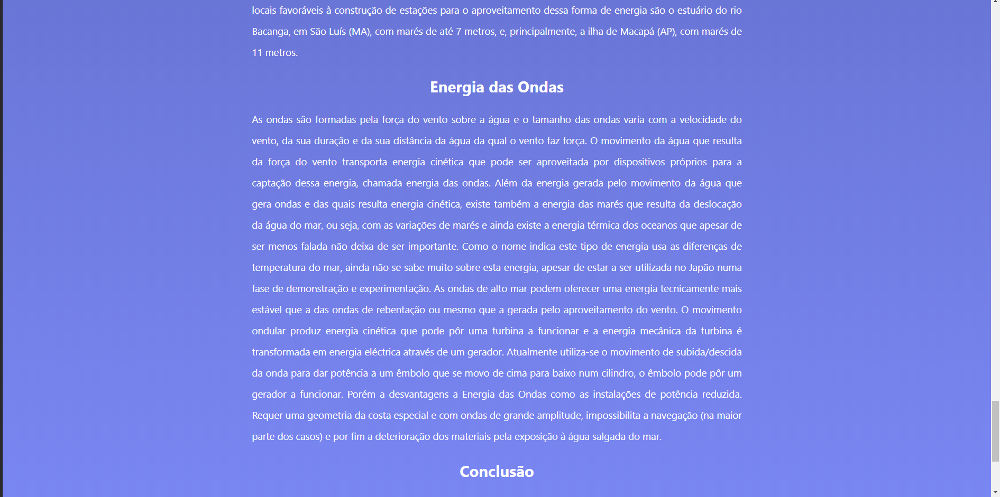 locais favoráveis à construção de estações para o aproveitamento dessa forma de energia são o estuário do rio
Bacanga, em São Luís (MA), com marés de até 7 metros, e, principalmente, a ilha de Macapá (AP), com marés de
11 metros.
Energia das Ondas
As ondas são formadas pela força do vento sobre a água e o tamanho das ondas varia com a velocidade do
vento, da sua duração e da sua distância da água da qual o vento faz força. O movimento da água que resulta
da força do vento transporta energia cinética que pode ser aproveitada por dispositivos próprios para a
captação dessa energia, chamada energia das ondas. Além da energia gerada pelo movimento da água que
gera ondas e das quais resulta energia cinética, existe também a energia das marés que resulta da deslocação
da água do mar, ou seja, com as variações de marés e ainda existe a energia térmica dos oceanos que apesar de
ser menos falada não deixa de ser importante. Como o nome indica este tipo de energia usa as diferenças de
temperatura do mar, ainda não se sabe muito sobre esta energia, apesar de estar a ser utilizada no Japão numa
fase de demonstração e experimentação. As ondas de alto mar podem oferecer uma energia tecnicamente mais
estável que a das ondas de rebentação ou mesmo que a gerada pelo aproveitamento do vento. O movimento
ondular produz energia cinética que pode pôr uma turbina a funcionar e a energia mecânica da turbina é
transformada em energia eléctrica através de um gerador. Atualmente utiliza-se o movimento de subida/descida
da onda para dar potência a um êmbolo que se movo de cima para baixo num cilindro, o êmbolo pode pôr um
gerador a funcionar. Porém a desvantagens a Energia das Ondas como as instalações de potência reduzida.
Requer uma geometria da costa especial e com ondas de grande amplitude, impossibilita a navegação (na maior
parte dos casos) e por fim a deterioração dos materiais pela exposição à água salgada do mar.
Conclusão